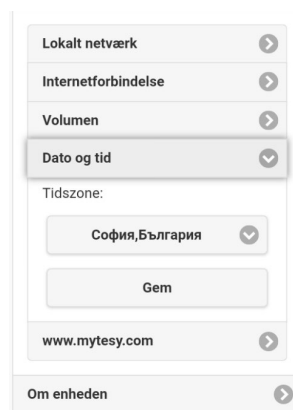 Lokalt netværk
Internetforbindelse
Volumen
Dato og tid
Tidszone:
София,България
Gem
www.mytesy.com
Om enheden